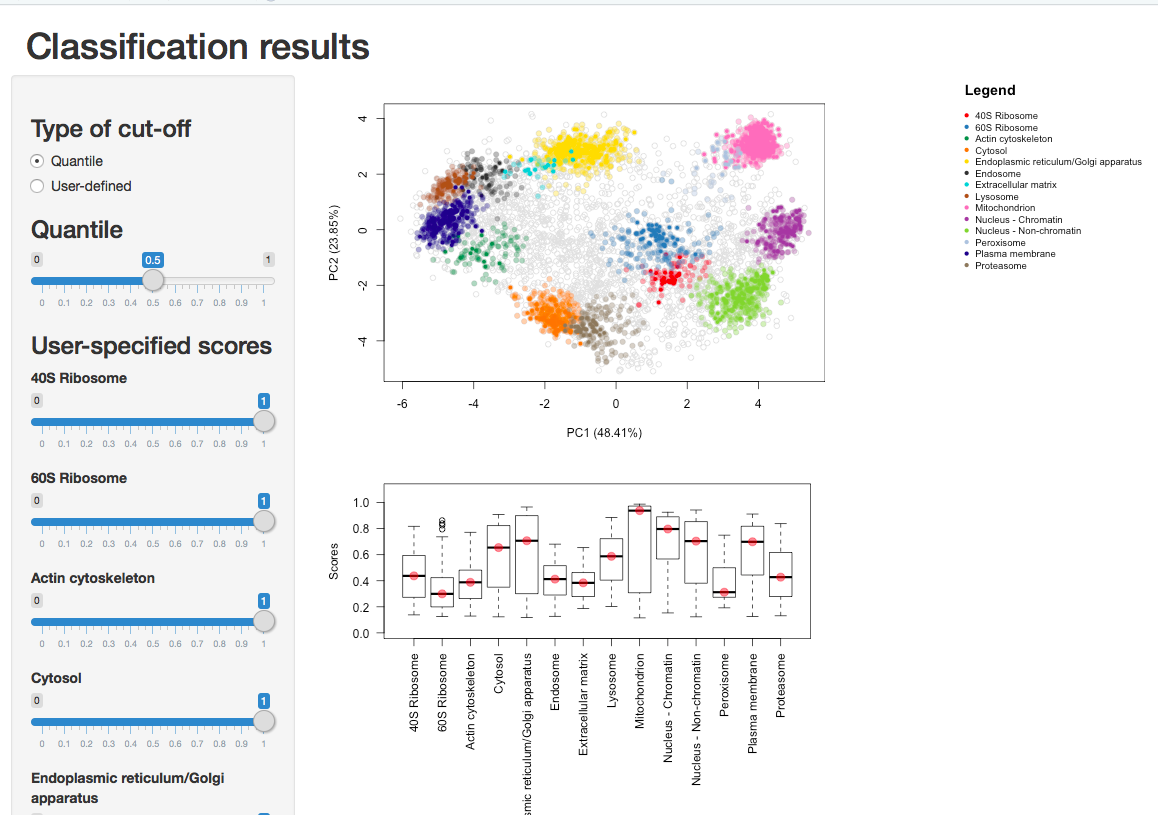 Classification results
Type of cut-off
Quantile
User-defined
Quantile
0 0.5 1
0 0.1 0.2 0.3 0.4 0.5 0.6 0.7 0.8 0.9 1
User-specified scores
40S Ribosome
0 1
0 0.1 0.2 0.3 0.4 0.5 0.6 0.7 0.8 0.9 1
60S Ribosome
0 1
0 0.1 0.2 0.3 0.4 0.5 0.6 0.7 0.8 0.9 1
Actin cytoskeleton
0 1
0 0.1 0.2 0.3 0.4 0.5 0.6 0.7 0.8 0.9 1
Cytosol
0 1
0 0.1 0.2 0.3 0.4 0.5 0.6 0.7 0.8 0.9 1
Endoplasmic reticulum/Golgi
apparatus
PC2 (23.85%)
4
2
0
-2
-4
-6 -4 -2 0 2 4
PC1 (48.41%)
Legend
40S Ribosome
60S Ribosome
Actin cytoskeleton
Cytosol
Endoplasmic reticulum/Golgi apparatus
Endosome
Extracellular matrix
Lysosome
Mitochondrion
Nucleus - Chromatin
Nucleus - Non-chromatin
Peroxisome
Plasma membrane
Proteasome
Scores
1.0
0.8
0.6
0.4
0.2
0.0
40S Ribosome
60S Ribosome
Actin cytoskeleton
Cytosol
smic reticulum/Golgi apparatus
Endosome
Extracellular matrix
Lysosome
Mitochondrion
Nucleus - Chromatin
Nucleus - Non-chromatin
Peroxisome
Plasma membrane
Proteasome